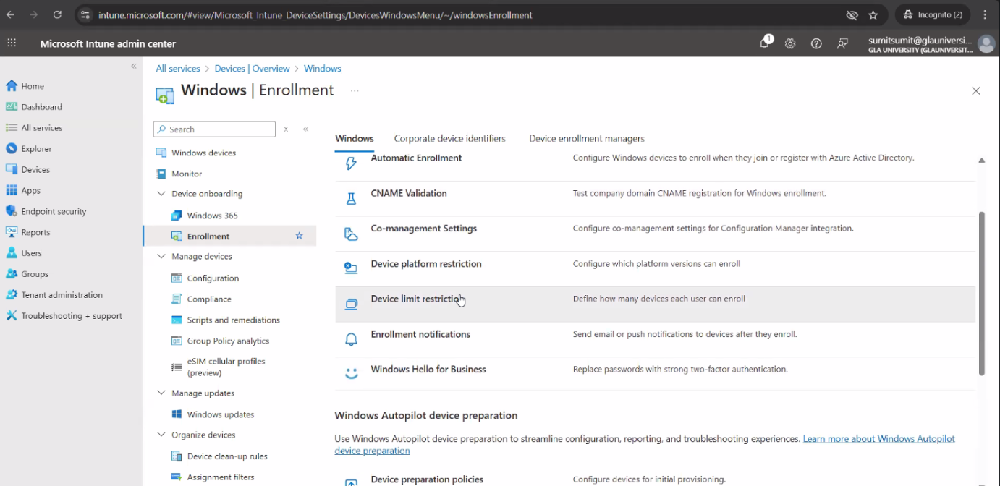 intune.microsoft.com/#view/Microsoft_Intune_DeviceSettings/DevicesWindowsMenu/~/windowsEnrollment
Incognito (2)
Microsoft Intune admin center
1
sumitsumit@glauniversi...
GLA UNIVERSITY (GLAUNIVERSIT...
Home
Dashboard
All services
Explorer
Devices
Apps
Endpoint security
Reports
Users
Groups
Tenant administration
Troubleshooting + support
All services > Devices | Overview > Windows
Windows | Enrollment ...
Search
Windows devices
Monitor
Device onboarding
Windows 365
Enrollment
Manage devices
Configuration
Compliance
Scripts and remediations
Group Policy analytics
eSIM cellular profiles
(preview)
Manage updates
Windows updates
Organize devices
Device clean-up rules
Assignment filters
Windows Corporate device identifiers Device enrollment managers
Automatic Enrollment Configure Windows devices to enroll when they join or register with Azure Active Directory.
CNAME Validation Test company domain CNAME registration for Windows enrollment.
Co-management Settings Configure co-management settings for Configuration Manager integration.
Device platform restriction Configure which platform versions can enroll
Device limit restriction Define how many devices each user can enroll
Enrollment notifications Send email or push notifications to devices after they enroll.
Windows Hello for Business Replace passwords with strong two-factor authentication.
Windows Autopilot device preparation
Use Windows Autopilot device preparation to streamline configuration, reporting, and troubleshooting experiences. Learn more about Windows Autopilot
device preparation
Device preparation policies Configure devices for initial provisioning.